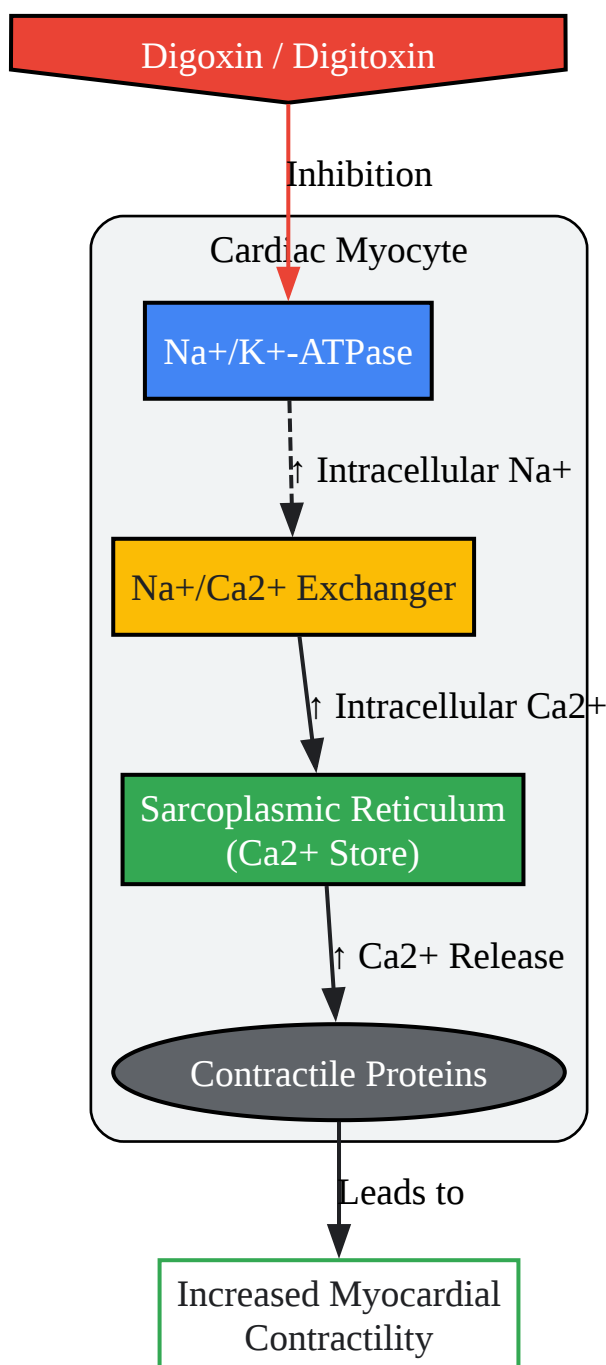 Digoxin / Digitoxin
Inhibition
Cardiac Myocyte
Na+/K+-ATPase
↑ Intracellular Na+
Na+/Ca2+ Exchanger
↑ Intracellular Ca2+
Sarcoplasmic Reticulum
(Ca2+ Store)
↑ Ca2+ Release
Contractile Proteins
Leads to
Increased Myocardial
Contractility